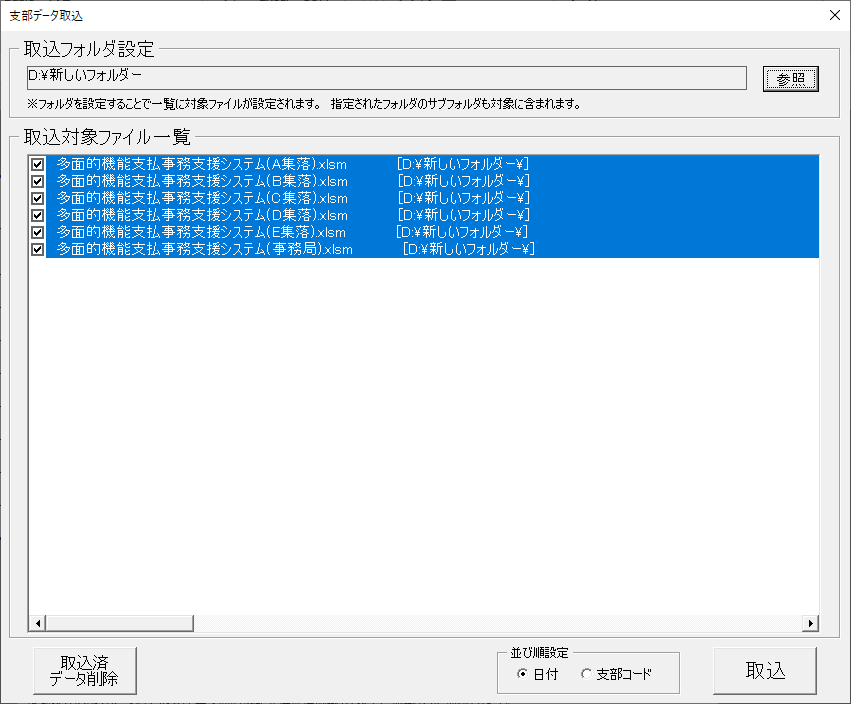 支部データ取込
取込フォルダ設定
D:¥新しいフォルダー
参照
※フォルダを設定することで一覧に対象ファイルが設定されます。 指定されたフォルダのサブフォルダも対象に含まれます。
取込対象ファイル一覧
多面的機能支払事務支援システム(A集落).xlsm [D:¥新しいフォルダー¥]
多面的機能支払事務支援システム(B集落).xlsm [D:¥新しいフォルダー¥]
多面的機能支払事務支援システム(C集落).xlsm [D:¥新しいフォルダー¥]
多面的機能支払事務支援システム(D集落).xlsm [D:¥新しいフォルダー¥]
多面的機能支払事務支援システム(E集落).xlsm [D:¥新しいフォルダー¥]
多面的機能支払事務支援システム(事務局).xlsm [D:¥新しいフォルダー¥]
取込済
データ削除
並び順設定
日付 支部コード
取込